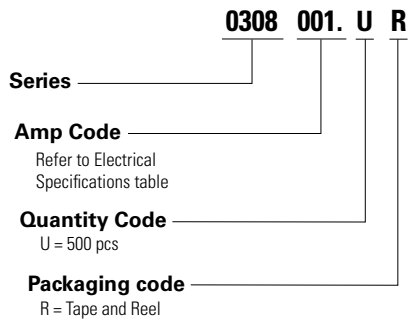 0308 001. U R
Series
Amp Code
Refer to Electrical
Specifications table
Quantity Code
U = 500 pcs
Packaging code
R = Tape and Reel